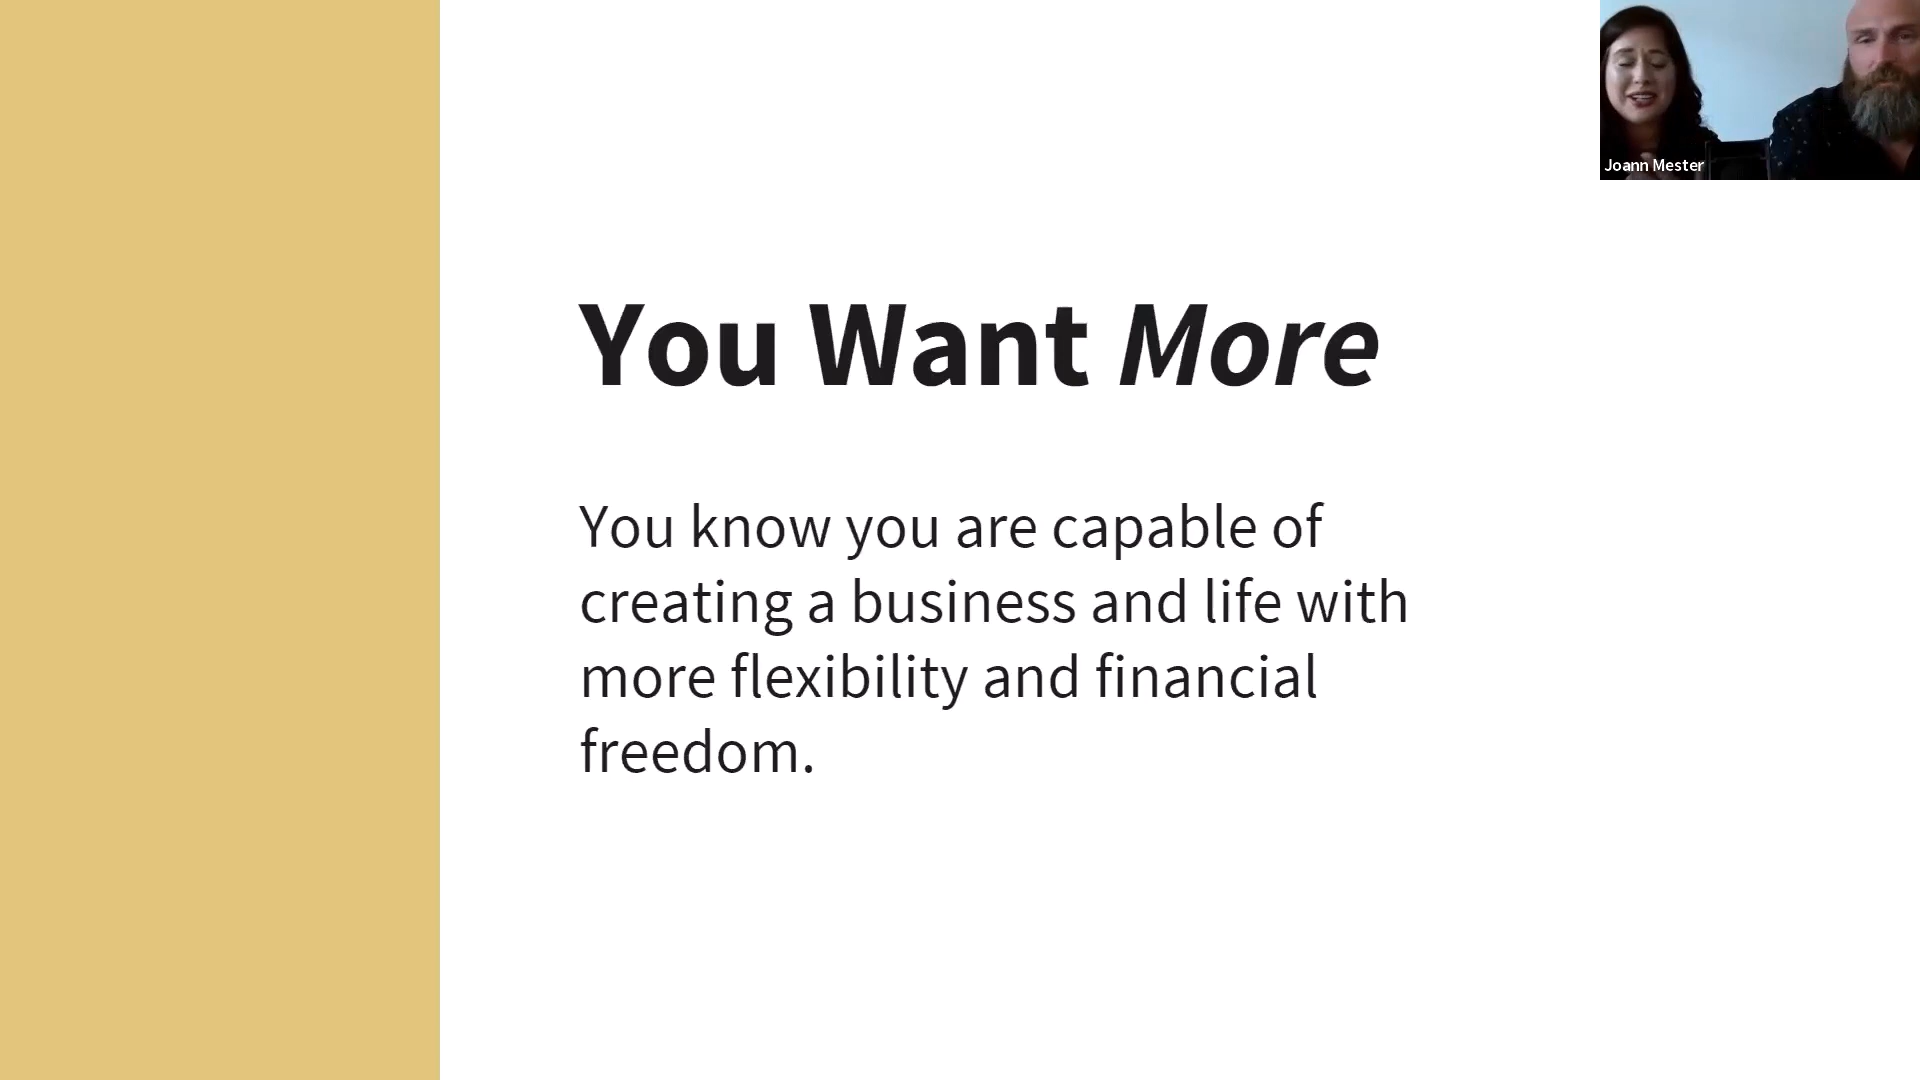 Joann Mester
You Want More
You know you are capable of
creating a business and life with
more flexibility and financial
freedom.